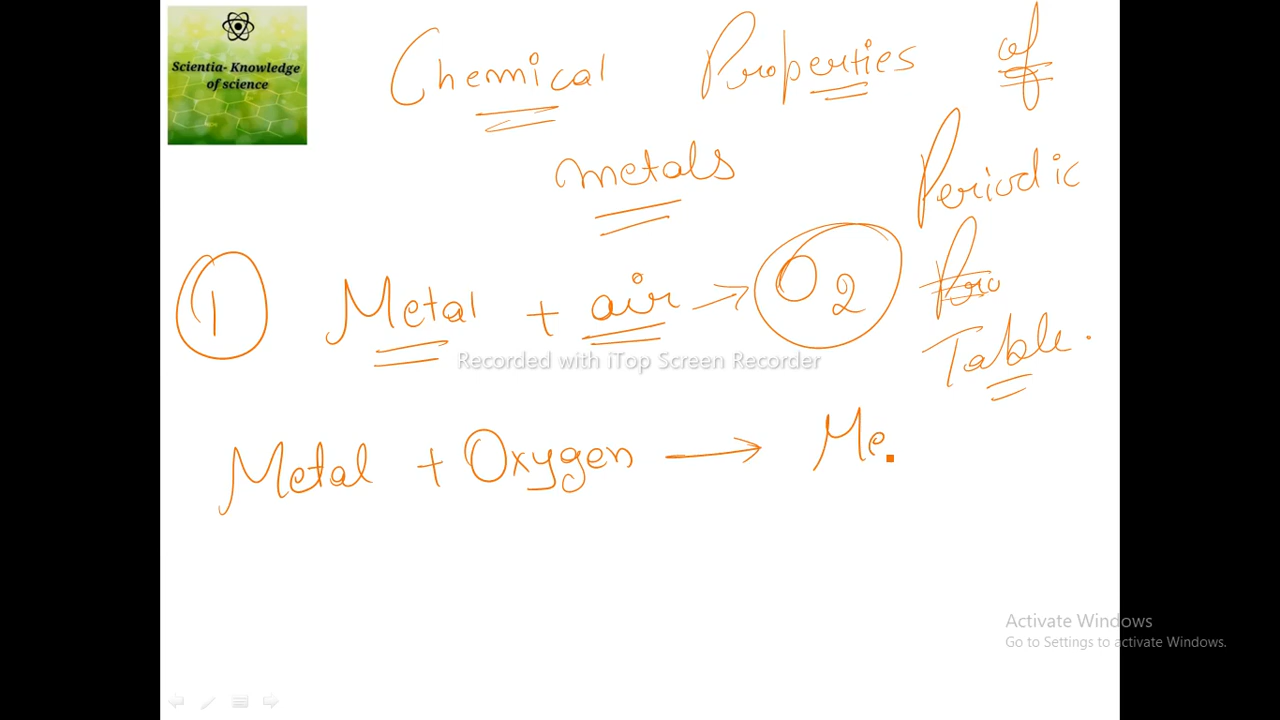 Scientia- Knowledge
of science
Chemical Properties of
metals
Periodic
Pro
Table.
1 Metal + air → O2
Recorded with iTop Screen Recorder
Metal + Oxygen → Me
Activate Windows
Go to Settings to activate Windows.